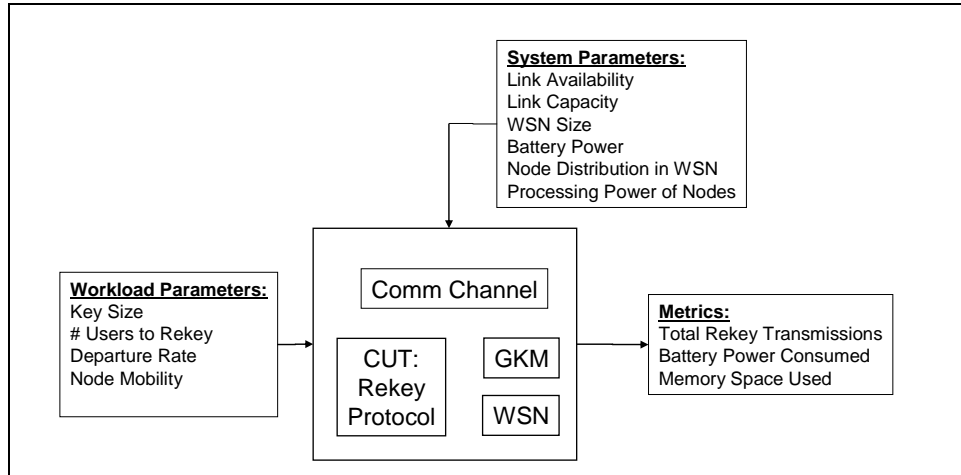 System Parameters:
Link Availability
Link Capacity
WSN Size
Battery Power
Node Distribution in WSN
Processing Power of Nodes
Workload Parameters:
Key Size
# Users to Rekey
Departure Rate
Node Mobility
Comm Channel
CUT:
Rekey
Protocol
GKM
WSN
Metrics:
Total Rekey Transmissions
Battery Power Consumed
Memory Space Used